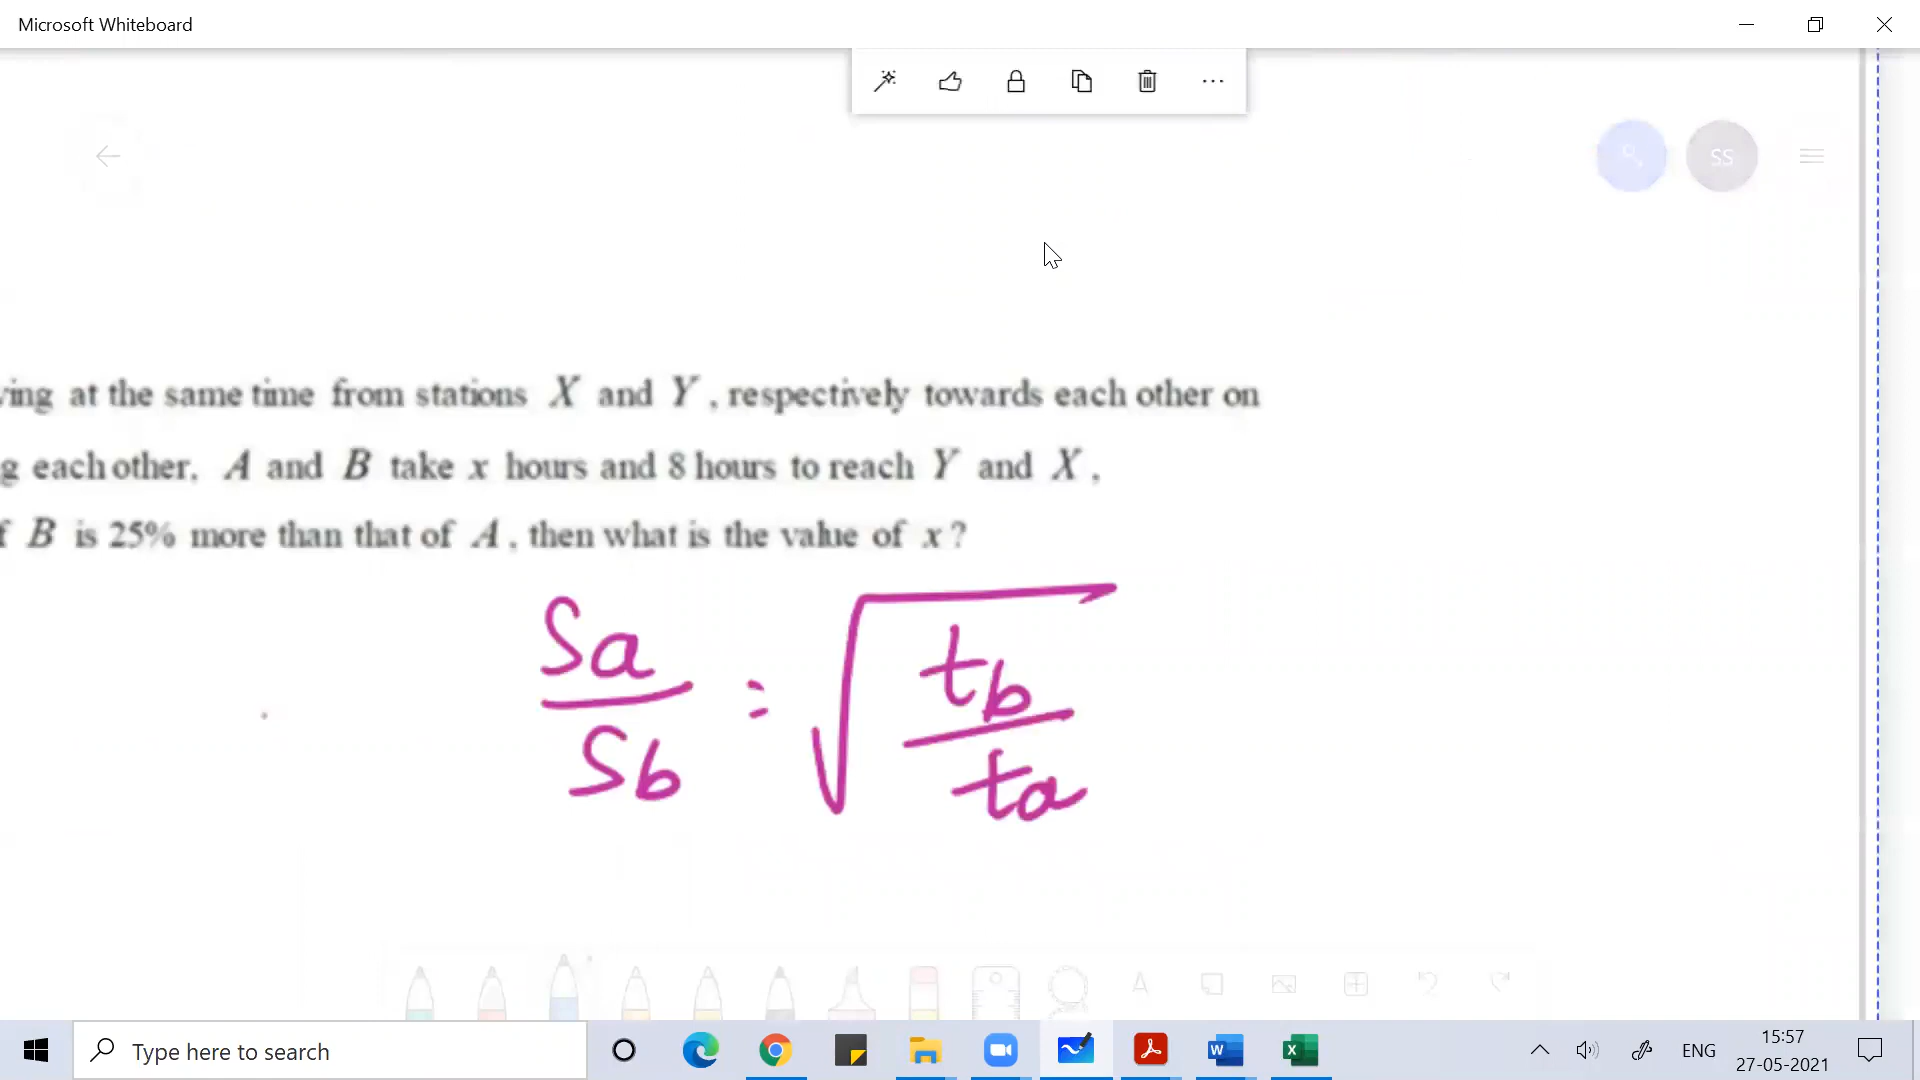 Microsoft Whiteboard
SS
ving at the same time from stations X and Y, respectively towards each other on
g each other, A and B take x hours and 8 hours to reach Y and X,
f B is 25% more than that of A, then what is the value of x?
Sa/Sb = √(tb/ta)
A
Type here to search
ENG
15:57
27-05-2021